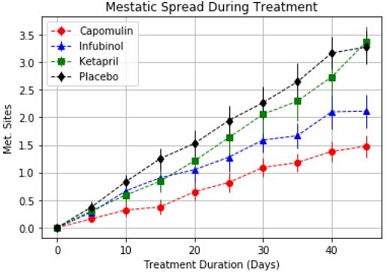 Mestatic Spread During Treatment
Capomulin
Infubinol
Ketapril
Placebo
Met. Sites
3.5
3.0
2.5
2.0
1.5
1.0
0.5
0.0
0 10 20 30 40
Treatment Duration (Days)